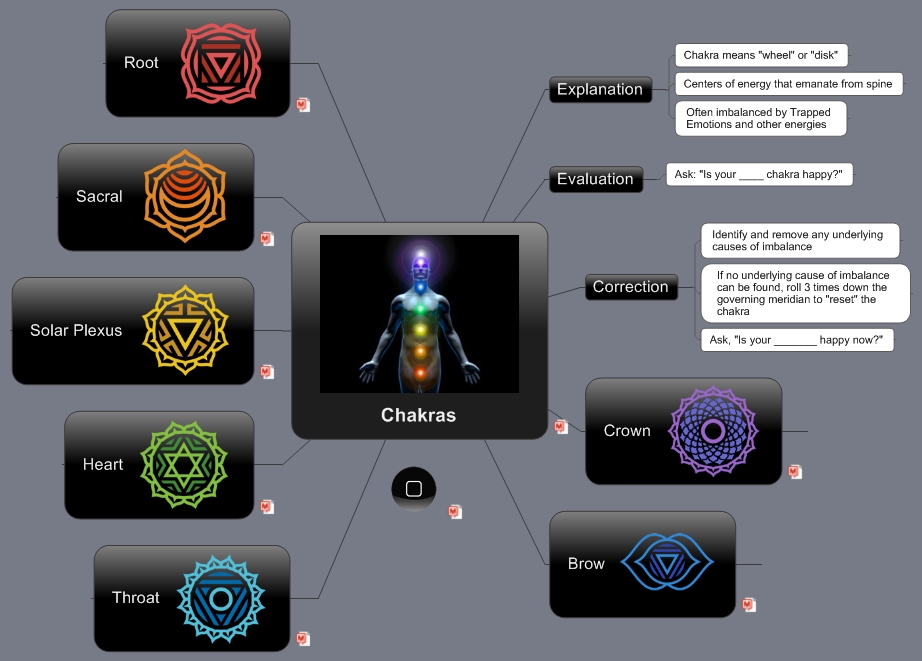 Root
Sacral
Solar Plexus
Heart
Throat
Chakras
Explanation
Chakra means "wheel" or "disk"
Centers of energy that emanate from spine
Often imbalanced by Trapped
Emotions and other energies
Evaluation
Ask: "Is your ____ chakra happy?"
Correction
Identify and remove any underlying
causes of imbalance
If no underlying cause of imbalance
can be found, roll 3 times down the
governing meridian to "reset" the
chakra
Ask, "Is your _______ happy now?"
Crown
Brow